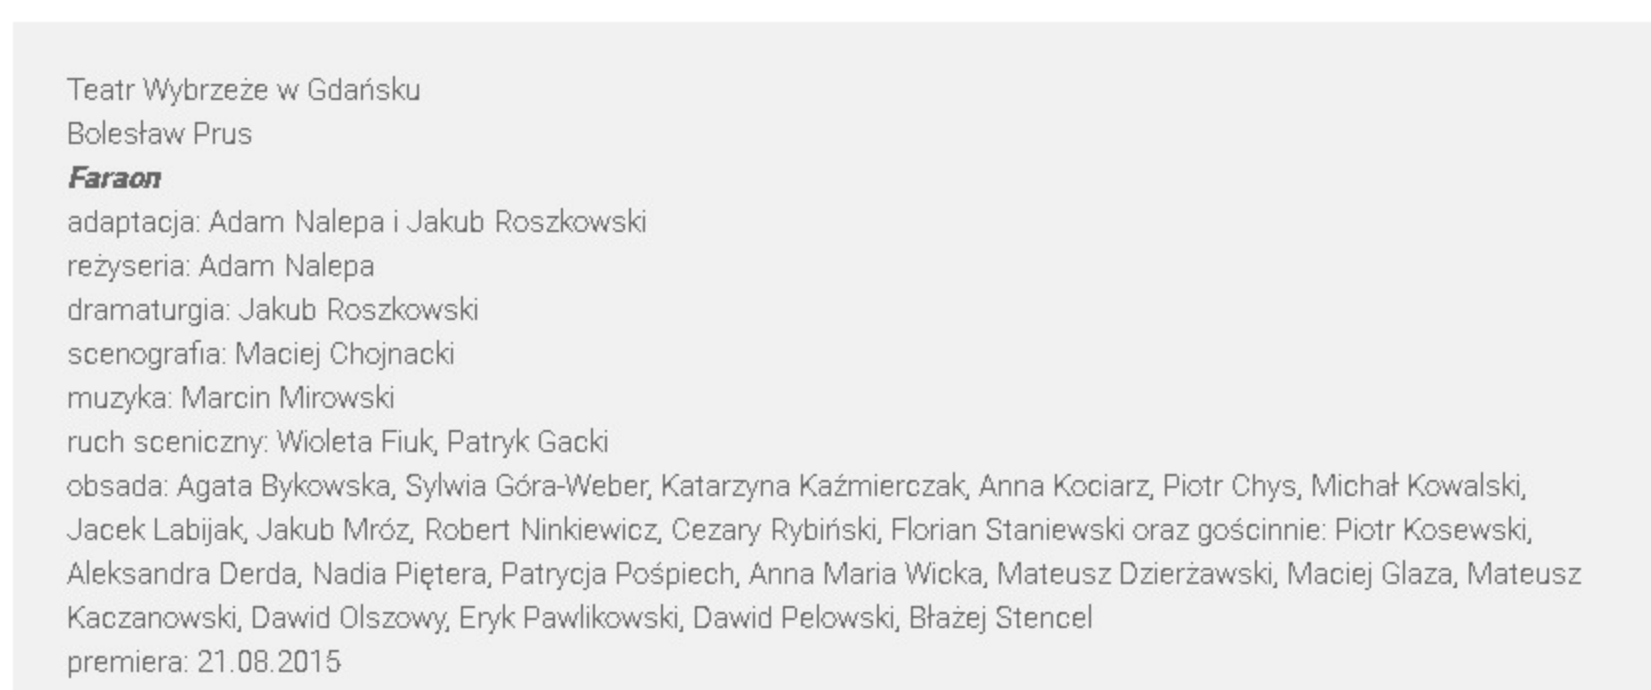 Teatr Wybrzeże w Gdańsku
Bolesław Prus
Faraon
adaptacja: Adam Nalepa i Jakub Roszkowski
reżyseria: Adam Nalepa
dramaturgia: Jakub Roszkowski
scenografia: Maciej Chojnacki
muzyka: Marcin Mirowski
ruch sceniczny: Wioleta Fiuk, Patryk Gacki
obsada: Agata Bykowska, Sylwia Góra-Weber, Katarzyna Kaźmierczak, Anna Kociarz, Piotr Chys, Michał Kowalski,
Jacek Labijak, Jakub Mróz, Robert Ninkiewicz, Cezary Rybiński, Florian Staniewski oraz gościnnie: Piotr Kosewski,
Aleksandra Derda, Nadia Piętera, Patrycja Pośpiech, Anna Maria Wicka, Mateusz Dzierżawski, Maciej Glaza, Mateusz
Kaczanowski, Dawid Olszowy, Eryk Pawlikowski, Dawid Pelowski, Błażej Stencel
premiera: 21.08.2015